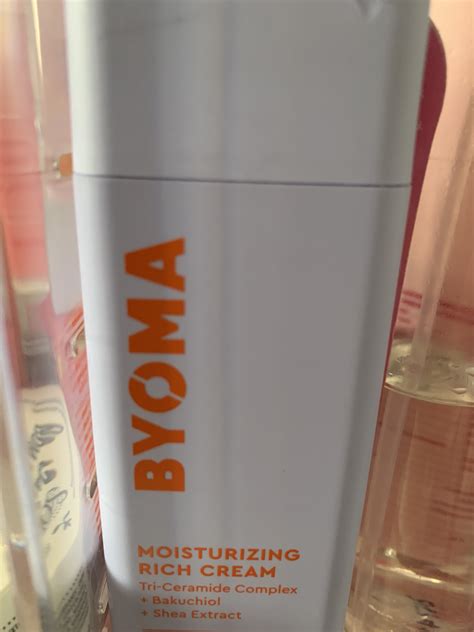 BYOMA
MOISTURIZING
RICH CREAM
Tri-Ceramide Complex
+ Bakuchiol
+ Shea Extract